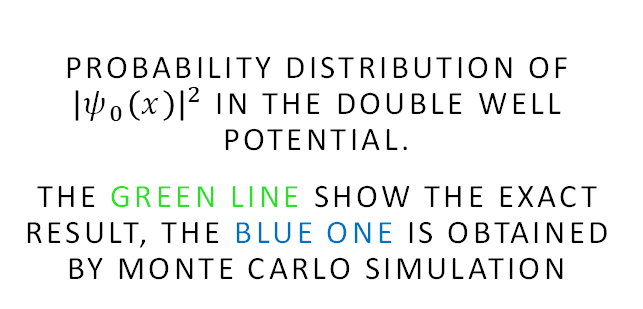 PROBABILITY DISTRIBUTION OF
|ψ₀(x)|² IN THE DOUBLE WELL
POTENTIAL.
THE GREEN LINE SHOW THE EXACT
RESULT, THE BLUE ONE IS OBTAINED
BY MONTE CARLO SIMULATION